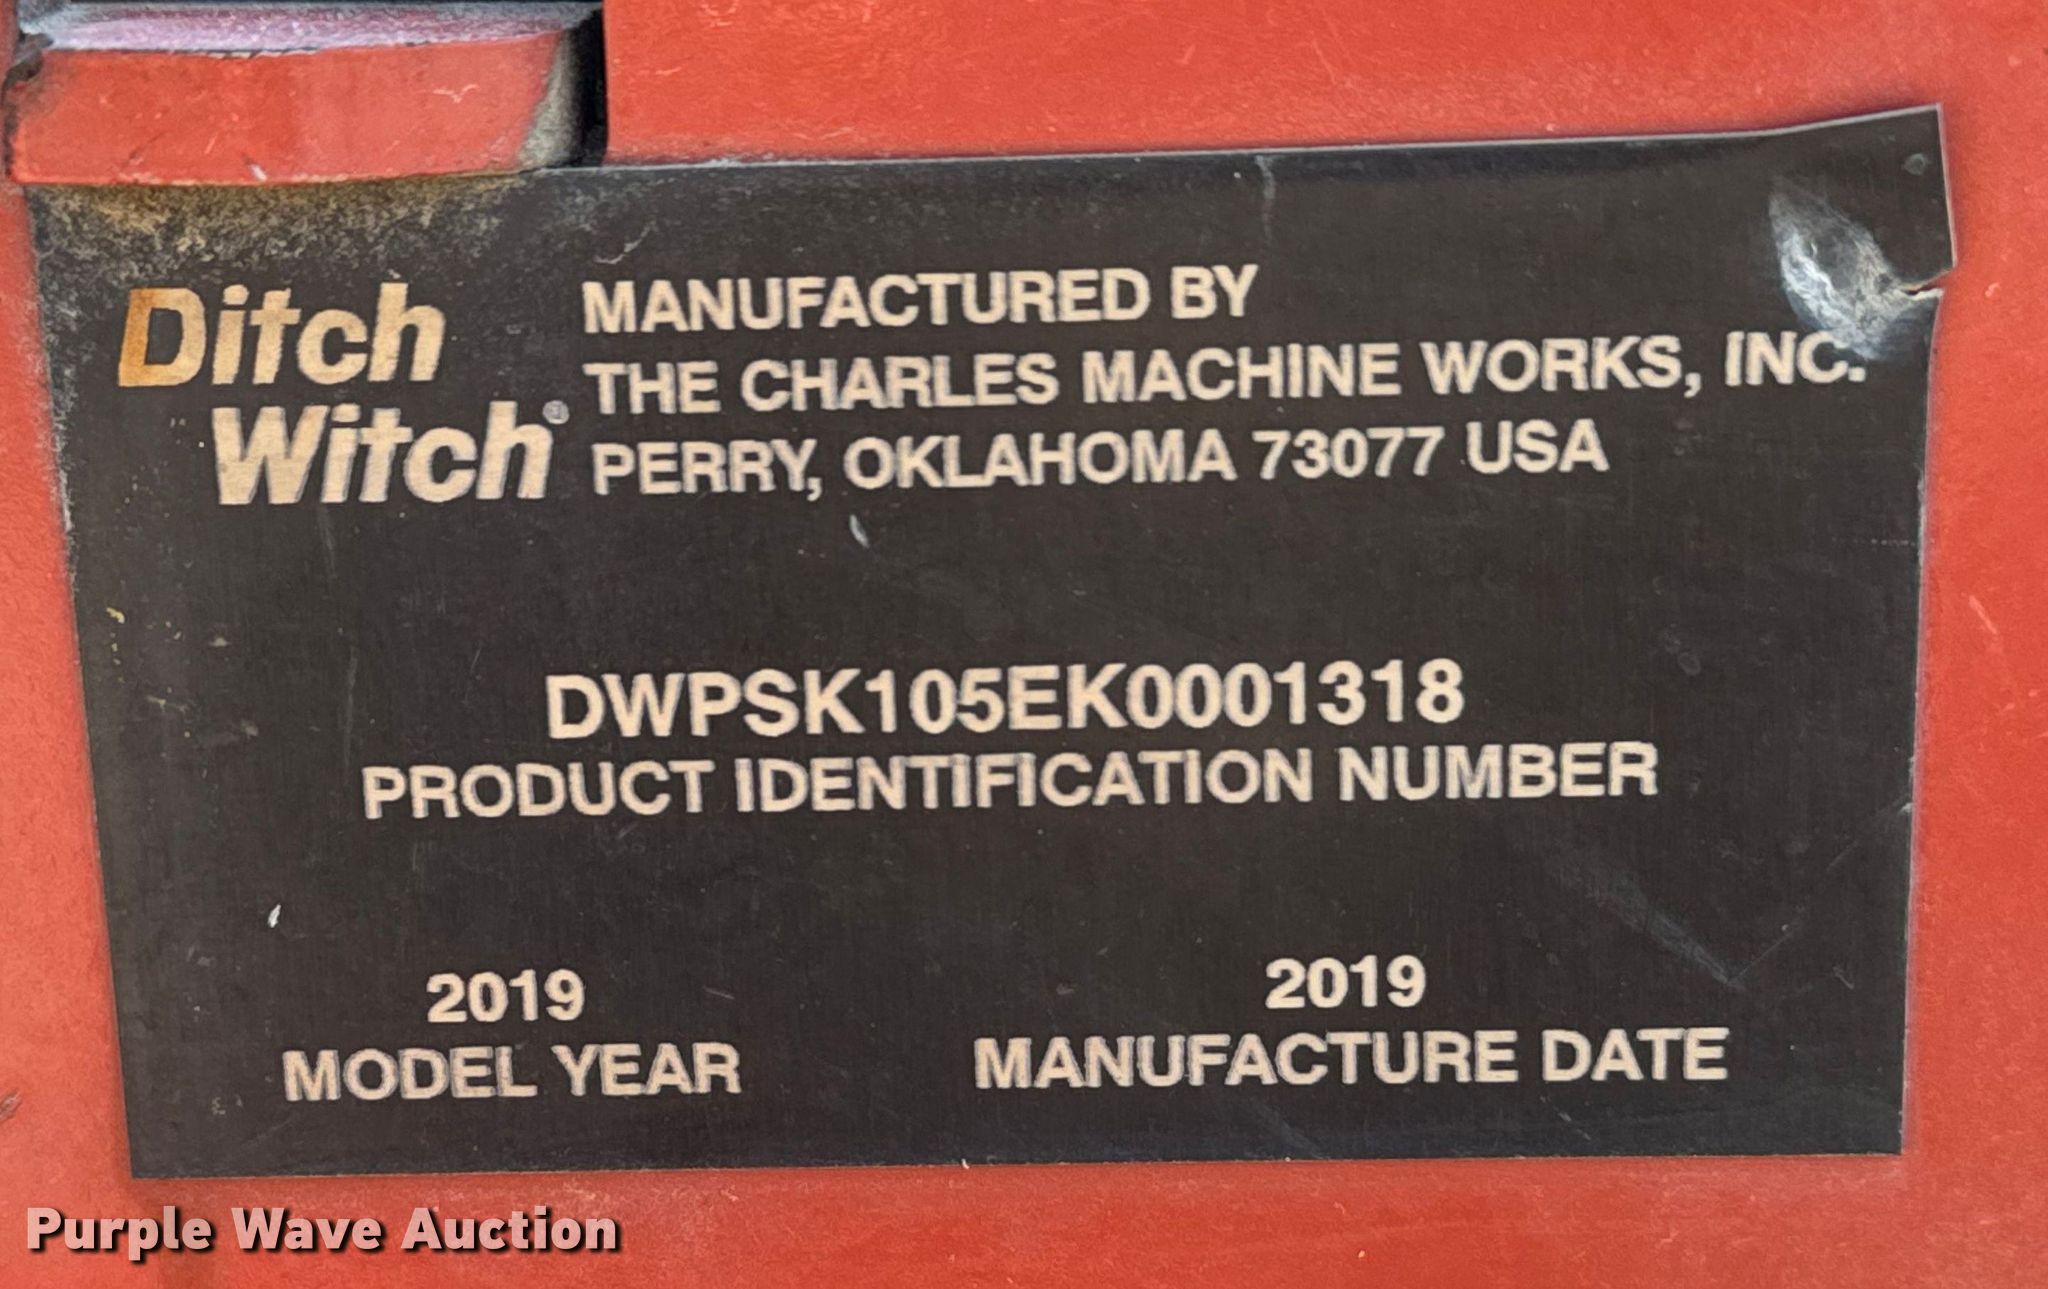 Ditch
Witch®
MANUFACTURED BY
THE CHARLES MACHINE WORKS, INC.
PERRY, OKLAHOMA 73077 USA
DWPSK105EK0001318
PRODUCT IDENTIFICATION NUMBER
2019
MODEL YEAR
2019
MANUFACTURE DATE
Purple Wave Auction